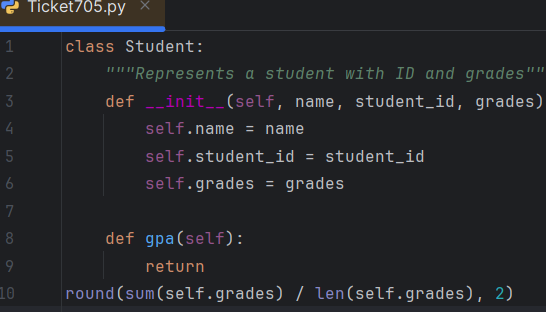 Ticket705.py
1 class Student:
2 """Represents a student with ID and grades""
3 def __init__(self, name, student_id, grades)
4 self.name = name
5 self.student_id = student_id
6 self.grades = grades
7
8 def gpa(self):
9 return
10 round(sum(self.grades) / len(self.grades), 2)